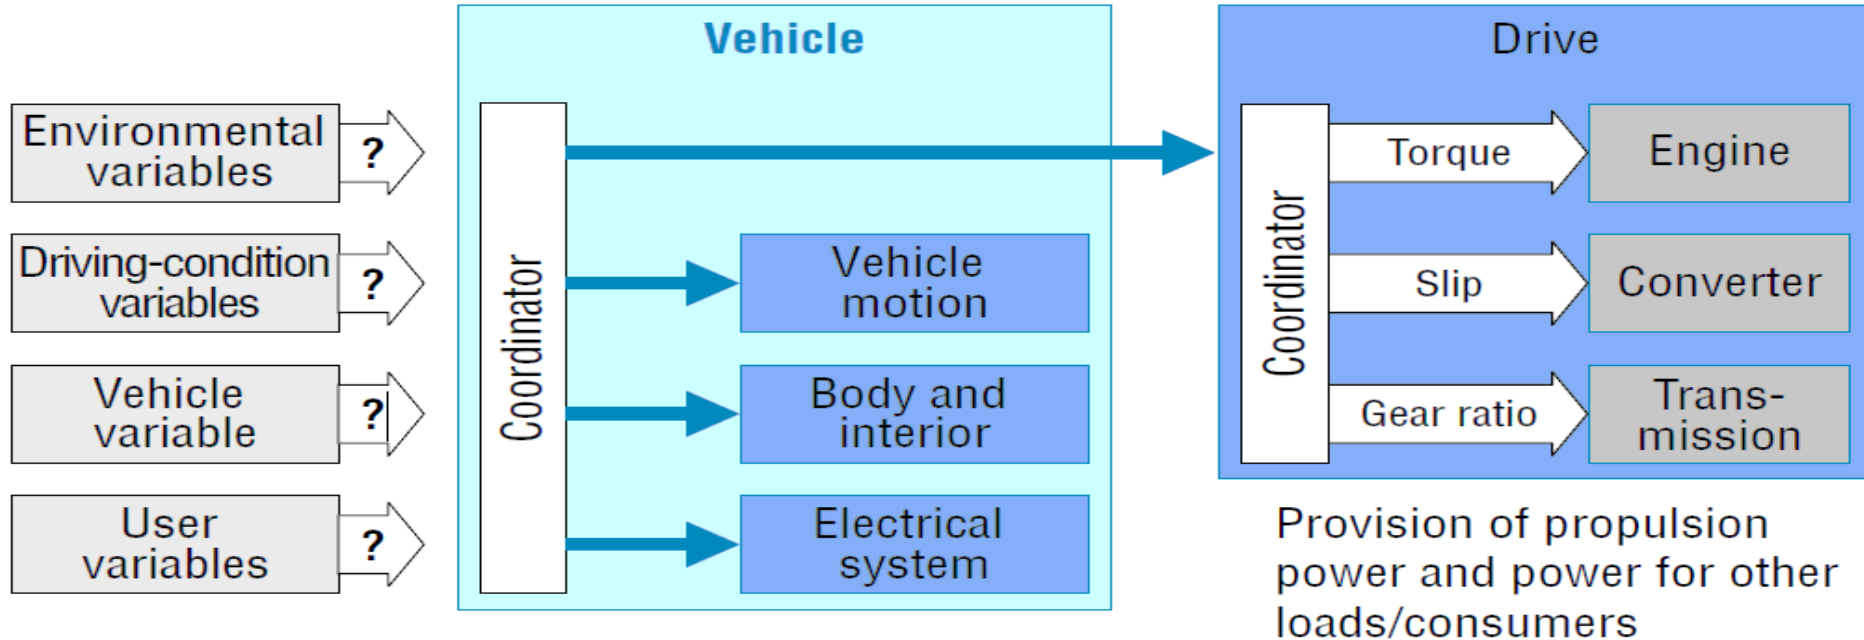 Vehicle
Drive
Environmental
variables
?
Driving-condition
variables
?
Vehicle
variable
?
User
variables
?
Coordinator
Vehicle
motion
Body and
interior
Electrical
system
Coordinator
Torque
Engine
Slip
Converter
Gear ratio
Trans-
mission
Provision of propulsion
power and power for other
loads/consumers